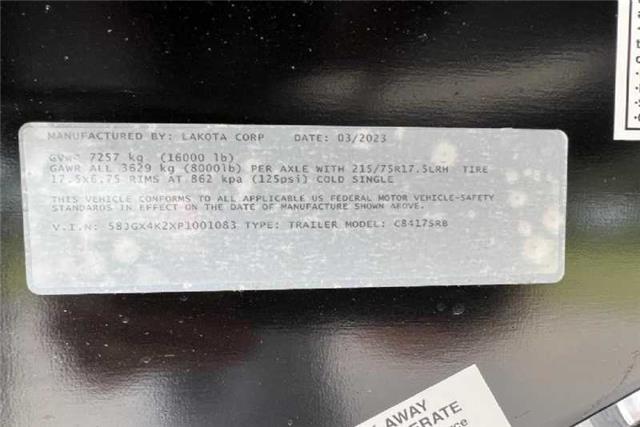 MANUFACTURED BY: LAKOTA CORP DATE: 03/2023
GVWR 7257 kg (16000 lb)
GAWR ALL 3629 kg (8000lb) PER AXLE WITH 215/75R17.5LRH TIRE
17.5x6.75 RIMS AT 862 kpa (125psi) COLD SINGLE
THIS VEHICLE CONFORMS TO ALL APPLICABLE US FEDERAL MOTOR VEHICLE-SAFETY
STANDARDS IN EFFECT ON THE DATE OF MANUFACTURE SHOWN ABOVE.
V.I.N: 58JGX4K2XP1001083 TYPE: TRAILER MODEL: C8417SRB
AWAY